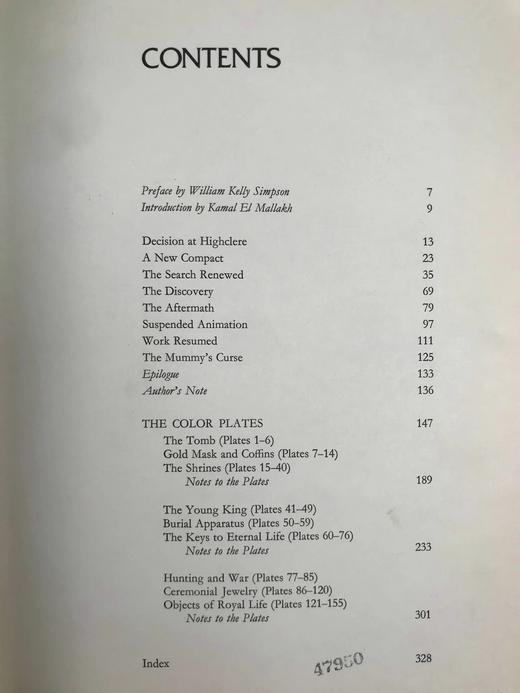 CONTENTS
Preface by William Kelly Simpson 7
Introduction by Kamal El Mallakh 9
Decision at Highclere 13
A New Compact 23
The Search Renewed 35
The Discovery 69
The Aftermath 79
Suspended Animation 97
Work Resumed 111
The Mummy's Curse 125
Epilogue 133
Author's Note 136
THE COLOR PLATES 147
The Tomb (Plates 1–6)
Gold Mask and Coffins (Plates 7–14)
The Shrines (Plates 15–40)
Notes to the Plates 189
The Young King (Plates 41–49)
Burial Apparatus (Plates 50–59)
The Keys to Eternal Life (Plates 60–76)
Notes to the Plates 233
Hunting and War (Plates 77–85)
Ceremonial Jewelry (Plates 86–120)
Objects of Royal Life (Plates 121–155)
Notes to the Plates 301
Index 328
47950